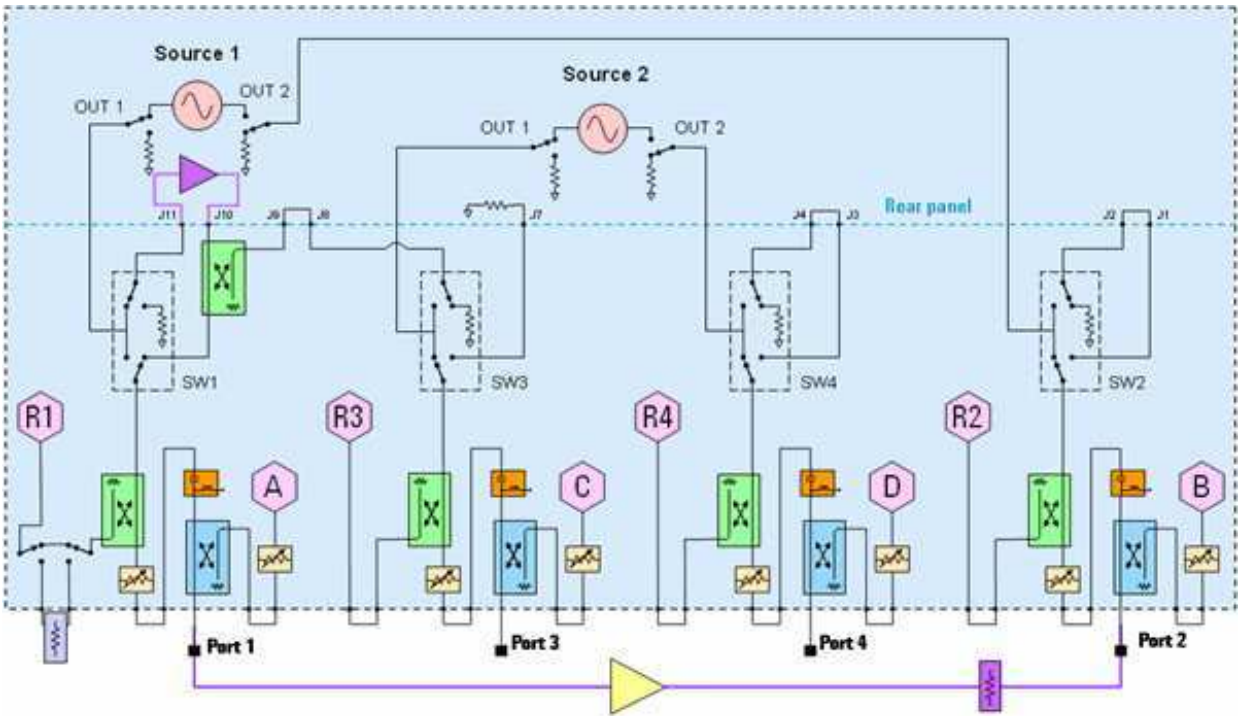 Source 1
Source 2
OUT 1
OUT 2
OUT 1
OUT 2
J11
J10
J9
J8
J7
J4
J3
Rear panel
J2
J1
SW1
SW3
SW4
SW2
R1
R3
R4
R2
A
C
D
B
Port 1
Port 3
Port 4
Port 2